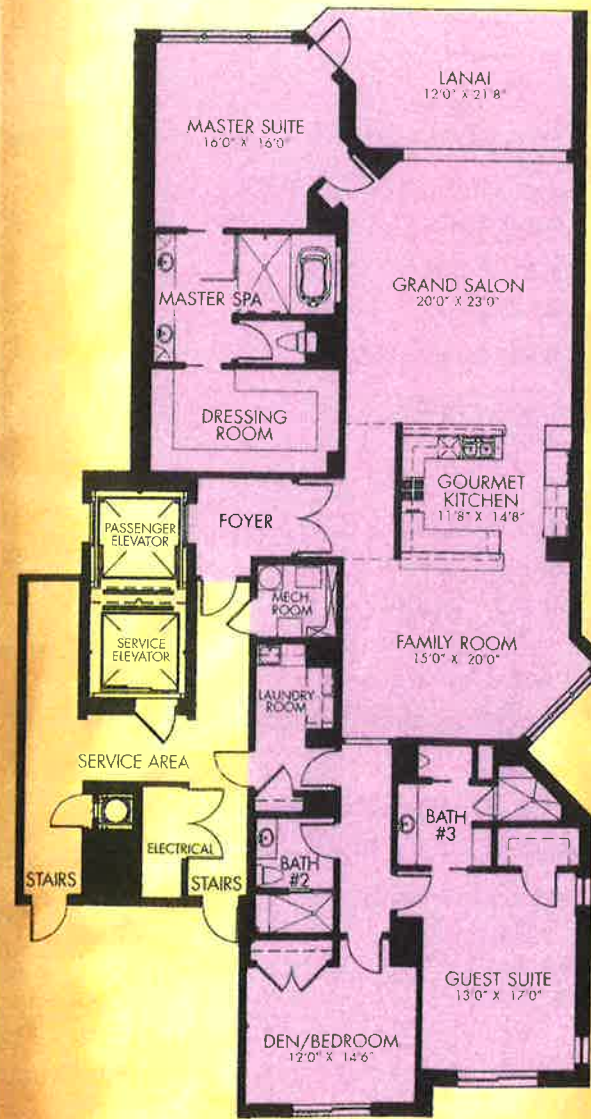 LANAI
12'0" X 21'8"
MASTER SUITE
16'0" X 16'0"
GRAND SALON
20'0" X 23'0"
MASTER SPA
DRESSING
ROOM
GOURMET
KITCHEN
11'8" X 14'8"
PASSENGER
ELEVATOR
FOYER
MECH.
ROOM
SERVICE
ELEVATOR
FAMILY ROOM
15'0" X 20'0"
LAUNDRY
ROOM
SERVICE AREA
BATH
#3
ELECTRICAL
BATH
#2
STAIRS
STAIRS
GUEST SUITE
13'0" X 17'0"
DEN/BEDROOM
12'0" X 14'6"